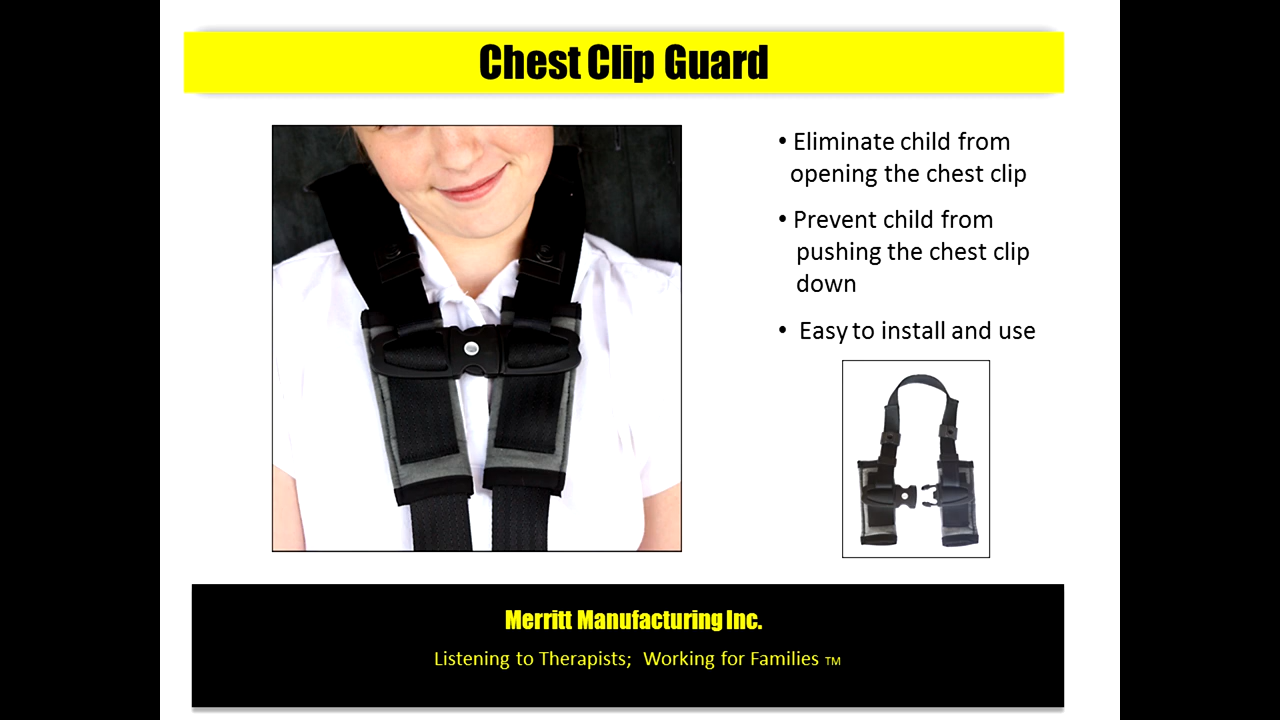 Chest Clip Guard
• Eliminate child from
opening the chest clip
• Prevent child from
pushing the chest clip
down
• Easy to install and use
Merritt Manufacturing Inc.
Listening to Therapists; Working for Families ™